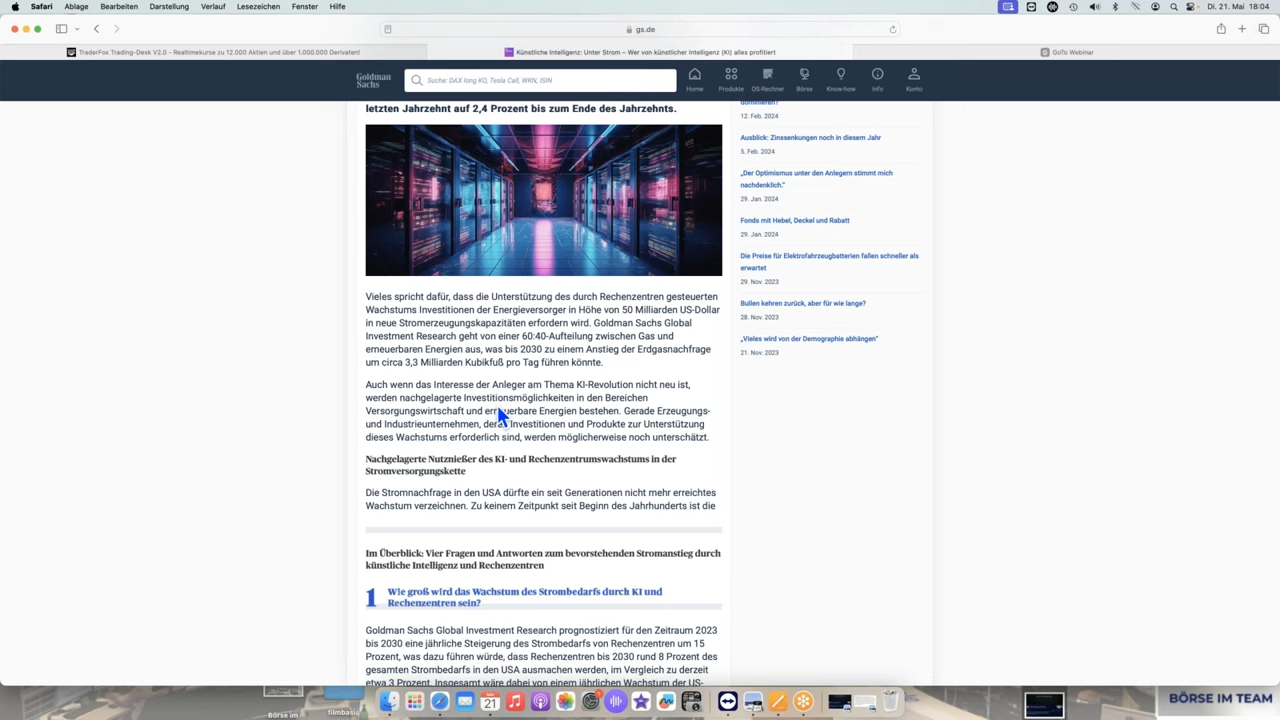 Safari Ablage Bearbeiten Darstellung Verlauf Lesezeichen Fenster Hilfe
Di. 21. Mai 18:04
gs.de
TraderFox Trading-Desk V2.0 - Realtimekurse zu 12.000 Aktien und über 1.000.000 Derivaten!
Künstliche Intelligenz: Unter Strom – Wer von künstlicher Intelligenz (KI) alles profitiert
GoTo Webinar
Goldman
Sachs
Suche: DAX long KO, Tesla Call, WKN, ISIN
Home Produkte OS-Rechner Börse Know-how Info Konto
letzten Jahrzehnt auf 2,4 Prozent bis zum Ende des Jahrzehnts.
Vieles spricht dafür, dass die Unterstützung des durch Rechenzentren gesteuerten
Wachstums Investitionen der Energieversorger in Höhe von 50 Milliarden US-Dollar
in neue Stromerzeugungskapazitäten erfordern wird. Goldman Sachs Global
Investment Research geht von einer 60:40-Aufteilung zwischen Gas und
erneuerbaren Energien aus, was bis 2030 zu einem Anstieg der Erdgasnachfrage
um circa 3,3 Milliarden Kubikfuß pro Tag führen könnte.
Auch wenn das Interesse der Anleger am Thema KI-Revolution nicht neu ist,
werden nachgelagerte Investitionsmöglichkeiten in den Bereichen
Versorgungswirtschaft und erneuerbare Energien bestehen. Gerade Erzeugungs-
und Industrieunternehmen, deren Investitionen und Produkte zur Unterstützung
dieses Wachstums erforderlich sind, werden möglicherweise noch unterschätzt.
Nachgelagerte Nutznießer des KI- und Rechenzentrumswachstums in der
Stromversorgungskette
Die Stromnachfrage in den USA dürfte ein seit Generationen nicht mehr erreichtes
Wachstum verzeichnen. Zu keinem Zeitpunkt seit Beginn des Jahrhunderts ist die
Im Überblick: Vier Fragen und Antworten zum bevorstehenden Stromanstieg durch
künstliche Intelligenz und Rechenzentren
1 Wie groß wird das Wachstum des Strombedarfs durch KI und
Rechenzentren sein?
Goldman Sachs Global Investment Research prognostiziert für den Zeitraum 2023
bis 2030 eine jährliche Steigerung des Strombedarfs von Rechenzentren um 15
Prozent, was dazu führen würde, dass Rechenzentren bis 2030 rund 8 Prozent des
gesamten Strombedarfs in den USA ausmachen werden, im Vergleich zu derzeit
etwa 3 Prozent. Insgesamt wäre dabei von einem jährlichen Wachstum der US-
dominieren?
12. Feb. 2024
Ausblick: Zinssenkungen noch in diesem Jahr
5. Feb. 2024
„Der Optimismus unter den Anlegern stimmt mich
nachdenklich.“
29. Jan. 2024
Fonds mit Hebel, Deckel und Rabatt
29. Jan. 2024
Die Preise für Elektrofahrzeugbatterien fallen schneller als
erwartet
29. Nov. 2023
Bullen kehren zurück, aber für wie lange?
28. Nov. 2023
„Vieles wird von der Demographie abhängen“
21. Nov. 2023
Börse im
filmbasis
21
BÖRSE IM TEAM